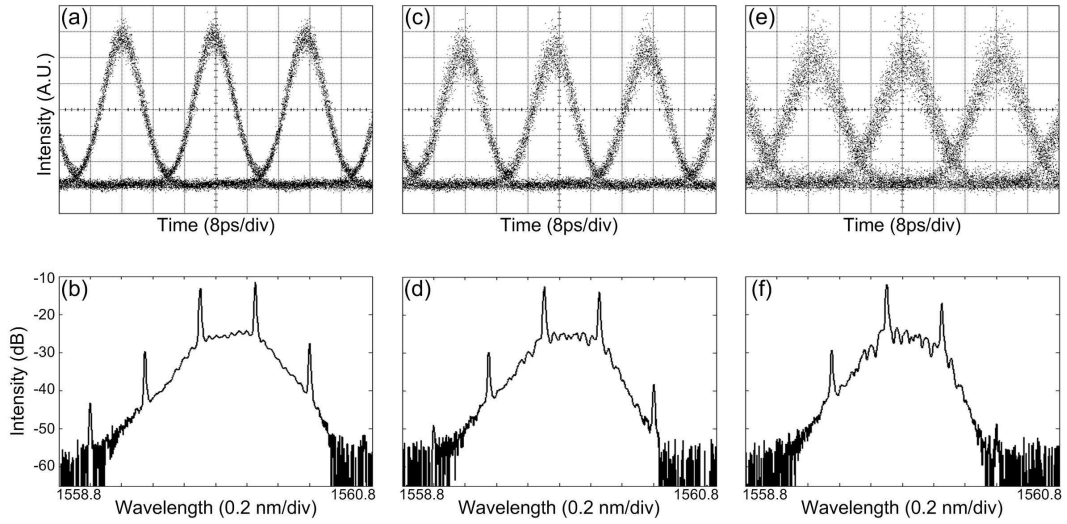 (a) (c) (e)
Intensity (A.U.)
Time (8ps/div) Time (8ps/div) Time (8ps/div)
-10
-20
-30
-40
-50
-60
Intensity (dB)
(b) (d) (f)
1558.8 1560.8 1558.8 1560.8 1558.8 1560.8
Wavelength (0.2 nm/div) Wavelength (0.2 nm/div) Wavelength (0.2 nm/div)